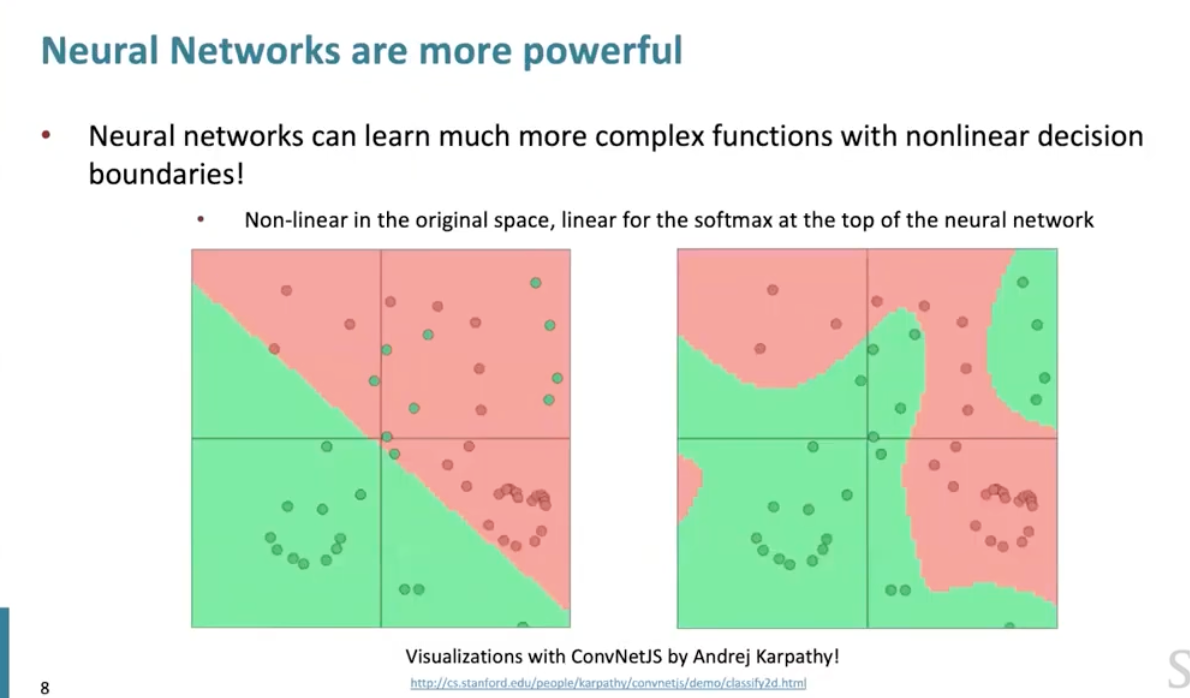 Neural Networks are more powerful
• Neural networks can learn much more complex functions with nonlinear decision
boundaries!
• Non-linear in the original space, linear for the softmax at the top of the neural network
Visualizations with ConvNetJS by Andrej Karpathy!
http://cs.stanford.edu/people/karpathy/convnetjs/demo/classify2d.html
8
S